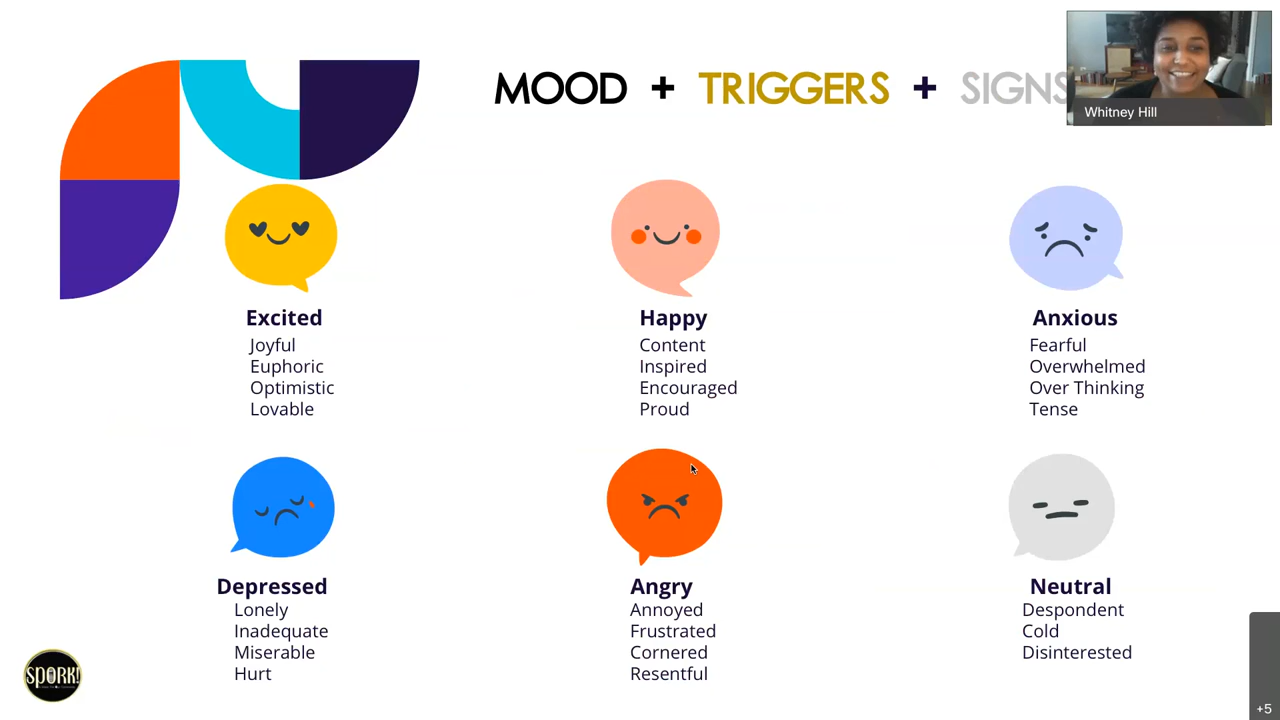 MOOD + TRIGGERS + SIGNS
Whitney Hill
Excited
Joyful
Euphoric
Optimistic
Lovable
Happy
Content
Inspired
Encouraged
Proud
Anxious
Fearful
Overwhelmed
Over Thinking
Tense
Depressed
Lonely
Inadequate
Miserable
Hurt
Angry
Annoyed
Frustrated
Cornered
Resentful
Neutral
Despondent
Cold
Disinterested
SPORK!
+5